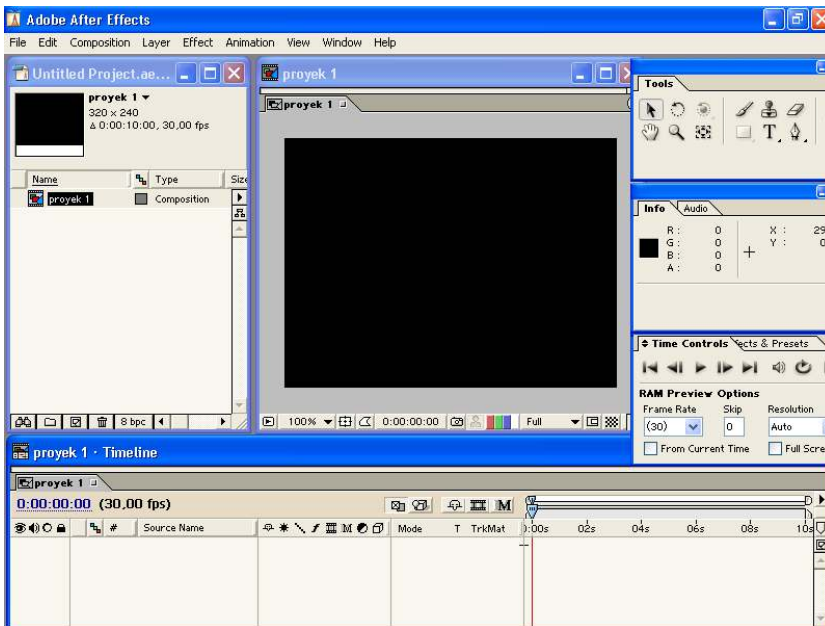 Adobe After Effects
File Edit Composition Layer Effect Animation View Window Help
Untitled Project.ae...
proyek 1
320 x 240
Δ 0:00:10:00, 30,00 fps
Name Type Size
proyek 1 Composition
8 bpc
proyek 1
proyek 1
100% 0:00:00:00 Full
Tools
T
Info Audio
R : 0 X : 29
G : 0 Y : 0
B : 0
A : 0
Time Controls ects & Presets
RAM Preview Options
Frame Rate Skip Resolution
(30) 0 Auto
From Current Time Full Scre
proyek 1 • Timeline
proyek 1
0:00:00:00 (30,00 fps) M
# Source Name M Mode T TrkMat ):00s 02s 04s 06s 08s 10s